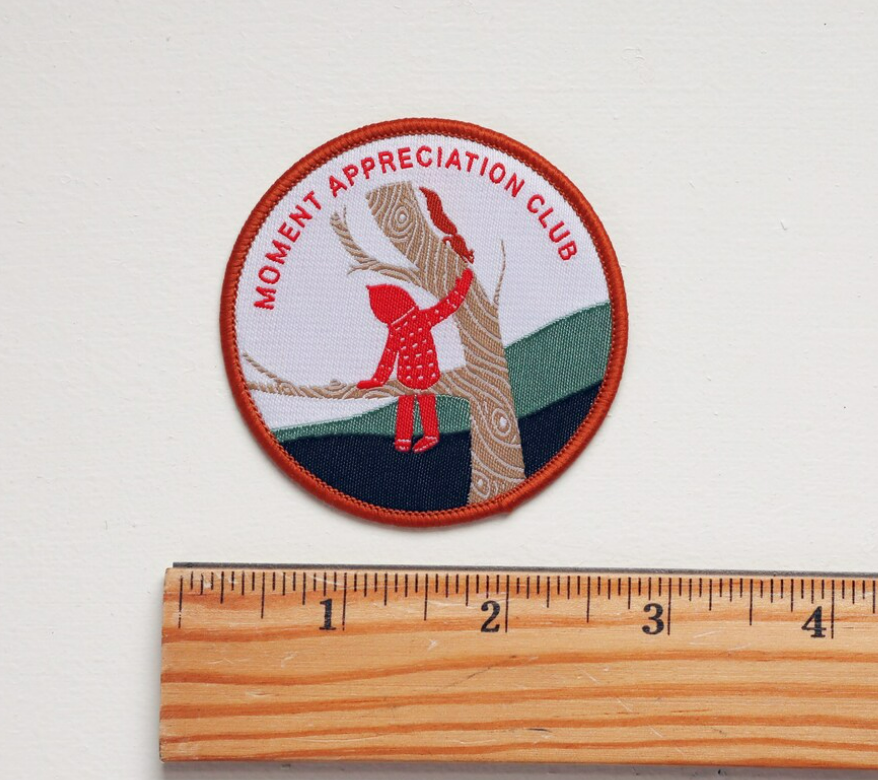 MOMENT APPRECIATION CLUB
1 2 3 4